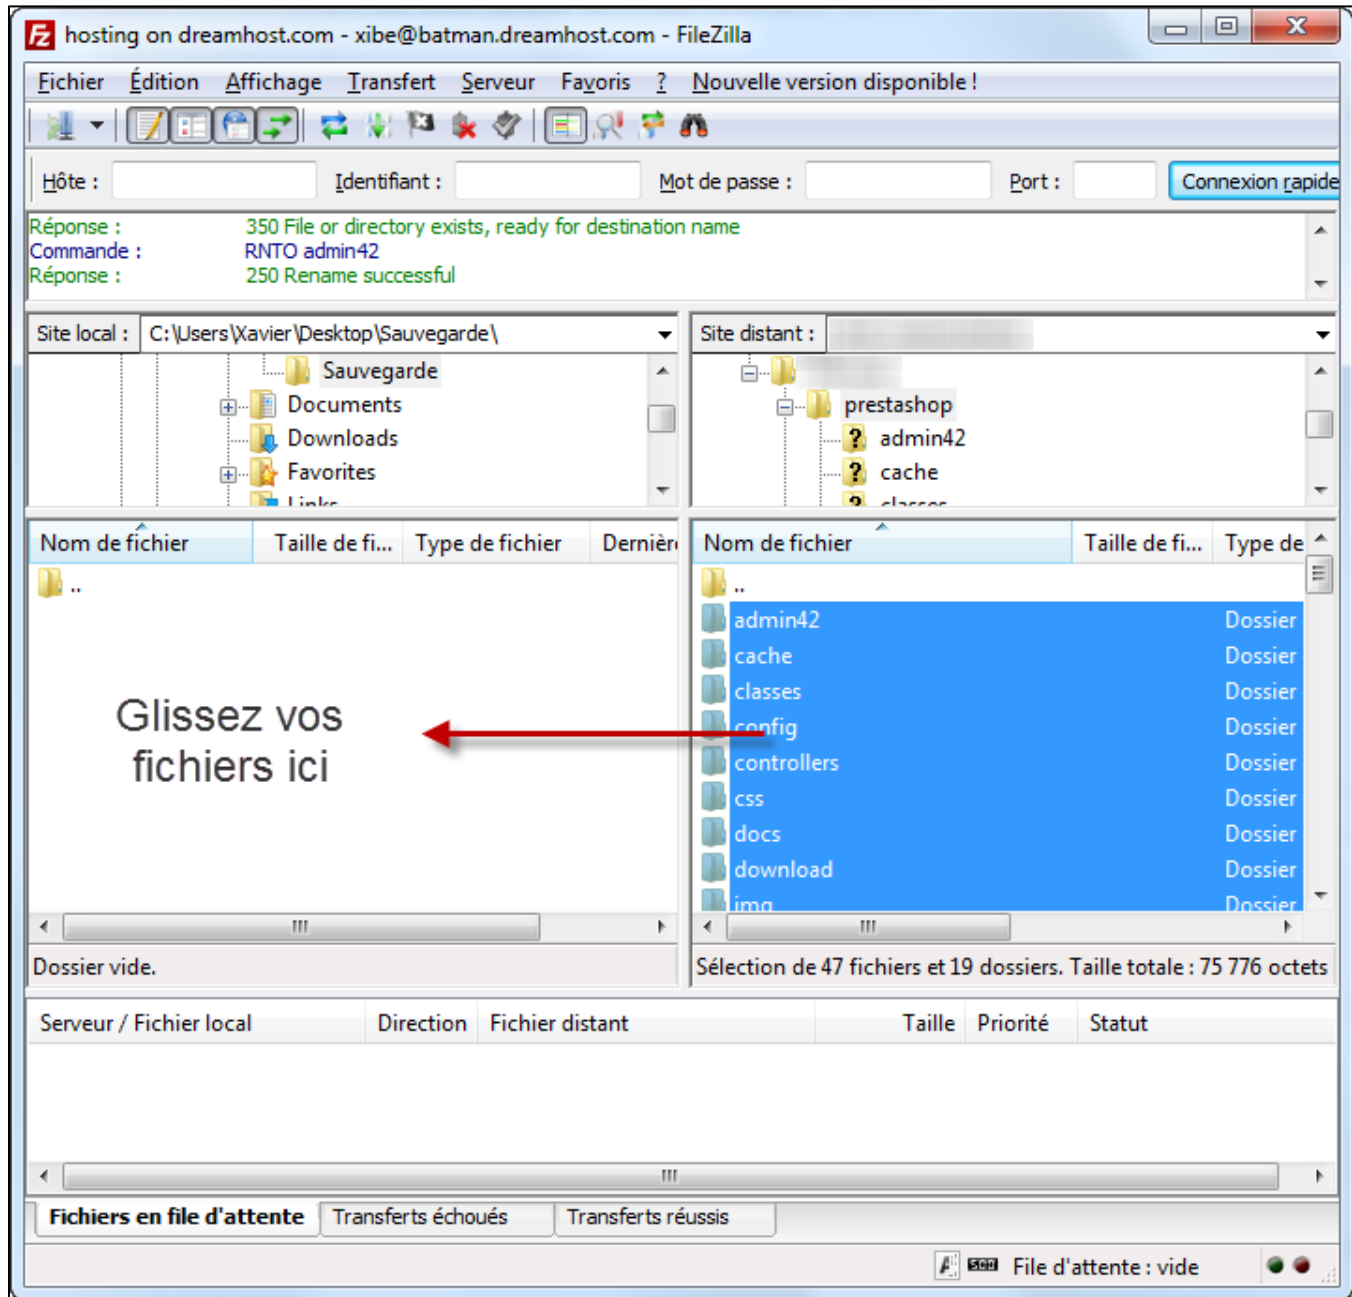 hosting on dreamhost.com - xibe@batman.dreamhost.com - FileZilla
Fichier Édition Affichage Transfert Serveur Favoris ? Nouvelle version disponible !
Hôte : Identifiant : Mot de passe : Port : Connexion rapide
Réponse : 350 File or directory exists, ready for destination name
Commande : RNTO admin42
Réponse : 250 Rename successful
Site local : C:\Users\Xavier\Desktop\Sauvegarde\ Site distant :
Sauvegarde
Documents prestashop
Downloads admin42
Favorites cache
Links classes
Nom de fichier Taille de fi... Type de fichier Dernièr Nom de fichier Taille de fi... Type de
.. ..
admin42 Dossier
cache Dossier
classes Dossier
Glissez vos
fichiers ici
config Dossier
controllers Dossier
css Dossier
docs Dossier
download Dossier
img Dossier
Dossier vide. Sélection de 47 fichiers et 19 dossiers. Taille totale : 75 776 octets
Serveur / Fichier local Direction Fichier distant Taille Priorité Statut
Fichiers en file d'attente Transferts échoués Transferts réussis
File d'attente : vide